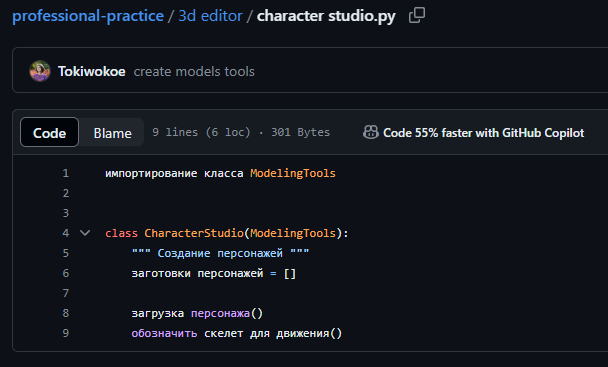 professional-practice / 3d editor / character studio.py
Tokiwokoe create models tools
Code Blame 9 lines (6 loc) · 301 Bytes Code 55% faster with GitHub Copilot
1 импортирование класса ModelingTools
2
3
4 class CharacterStudio(ModelingTools):
5 """ Создание персонажей """
6 заготовки персонажей = []
7
8 загрузка персонажа()
9 обозначить скелет для движения()